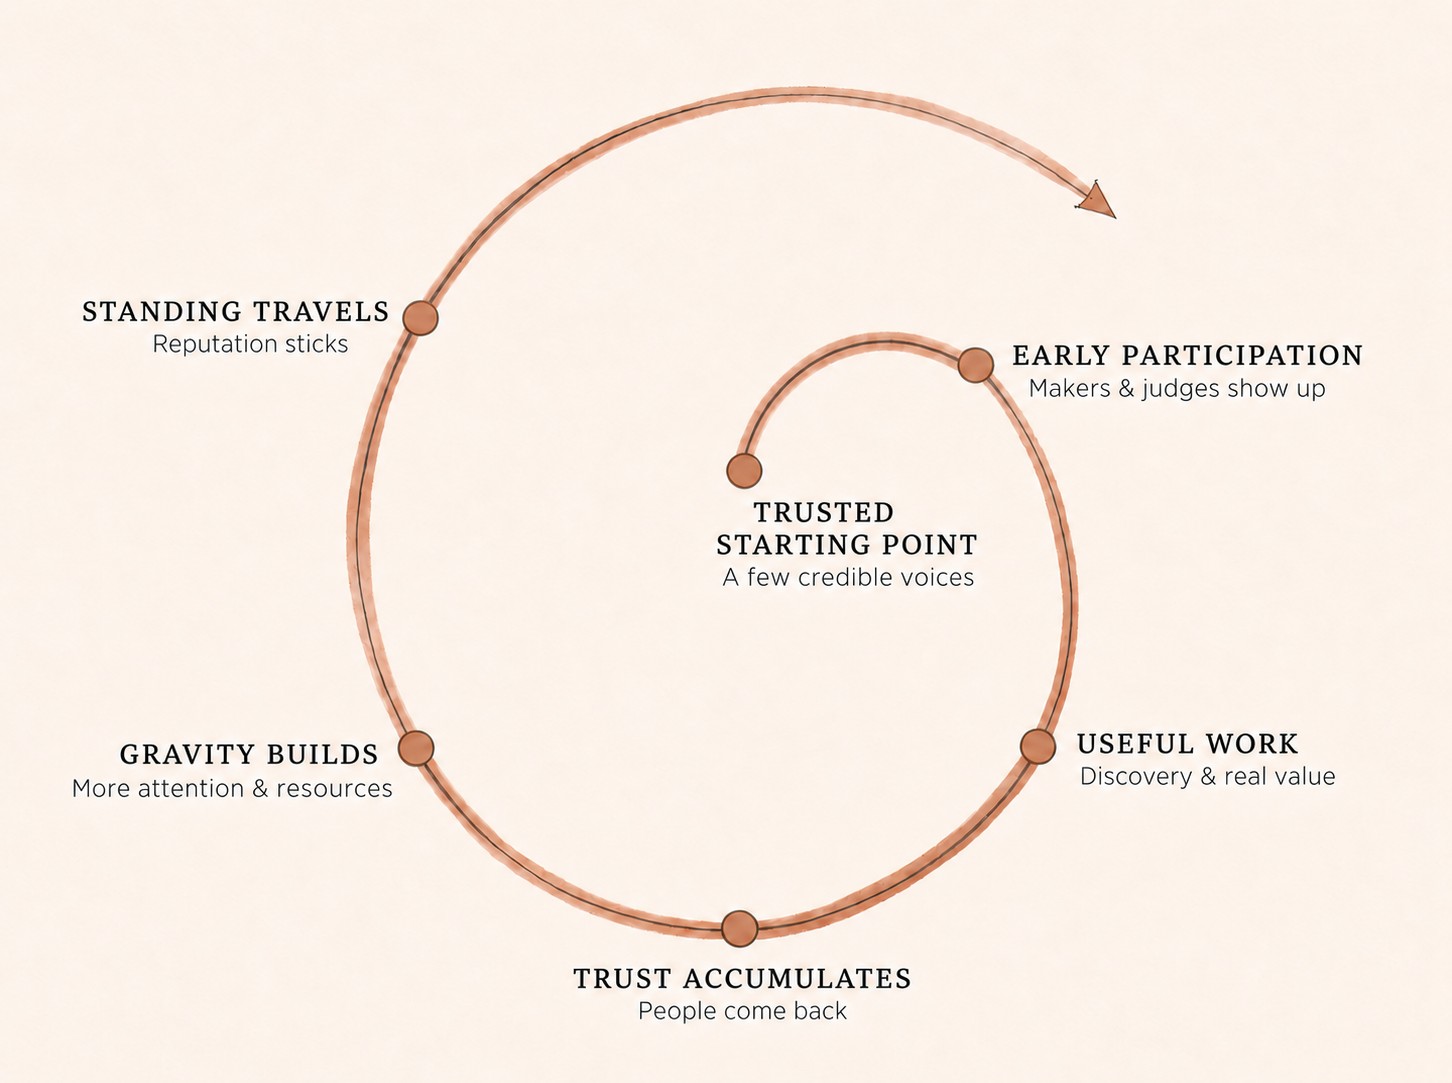 STANDING TRAVELS
Reputation sticks
EARLY PARTICIPATION
Makers & judges show up
TRUSTED
STARTING POINT
A few credible voices
GRAVITY BUILDS
More attention & resources
USEFUL WORK
Discovery & real value
TRUST ACCUMULATES
People come back